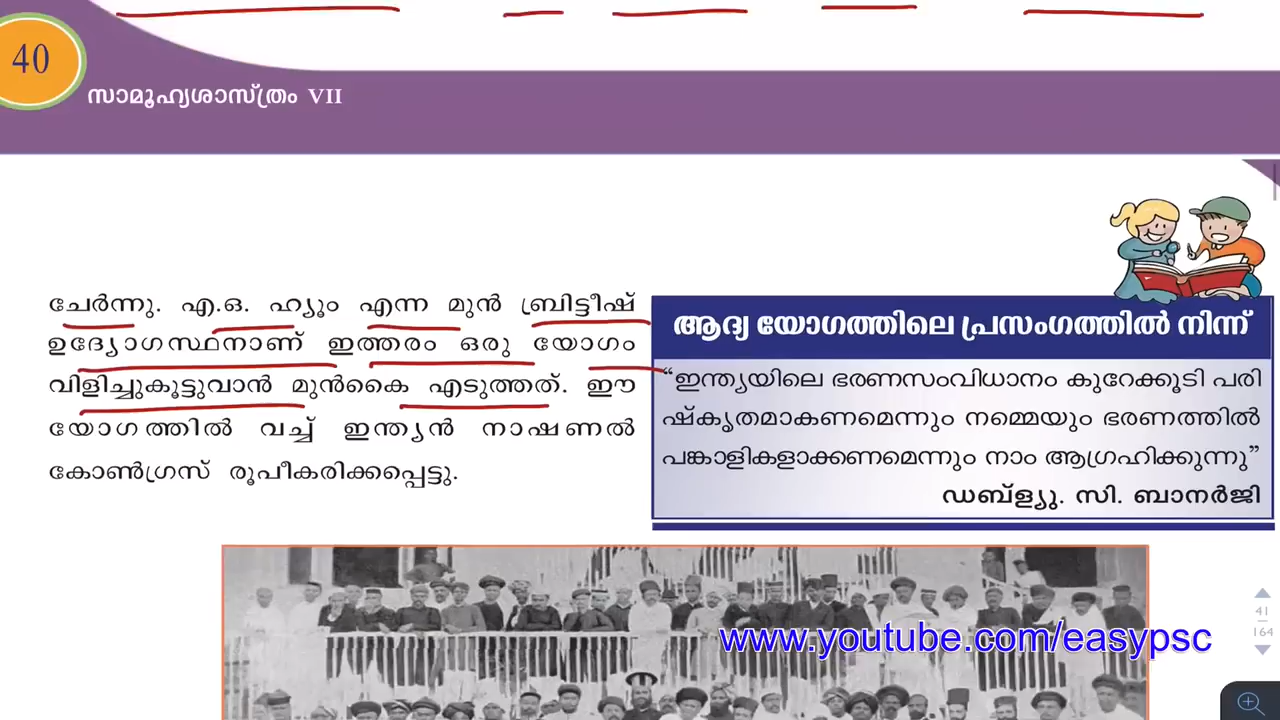 40
സാമൂഹ്യശാസ്ത്രം VII
ചേർന്നു. എ.ഒ. ഹ്യൂം എന്ന മുൻ ബ്രിട്ടീഷ്
ഉദ്യോഗസ്ഥനാണ് ഇത്തരം ഒരു യോഗം
വിളിച്ചുകൂട്ടുവാൻ മുൻകൈ എടുത്തത്. ഈ
യോഗത്തിൽ വച്ച് ഇന്ത്യൻ നാഷണൽ
കോൺഗ്രസ് രൂപീകരിക്കപ്പെട്ടു.
ആദ്യ യോഗത്തിലെ പ്രസംഗത്തിൽ നിന്ന്
“ഇന്ത്യയിലെ ഭരണസംവിധാനം കുറേക്കൂടി പരി
ഷ്കൃതമാകണമെന്നും നമ്മെയും ഭരണത്തിൽ
പങ്കാളികളാക്കണമെന്നും നാം ആഗ്രഹിക്കുന്നു”
ഡബ്ള്യു. സി. ബാനർജി
www.youtube.com/easypsc
41
164